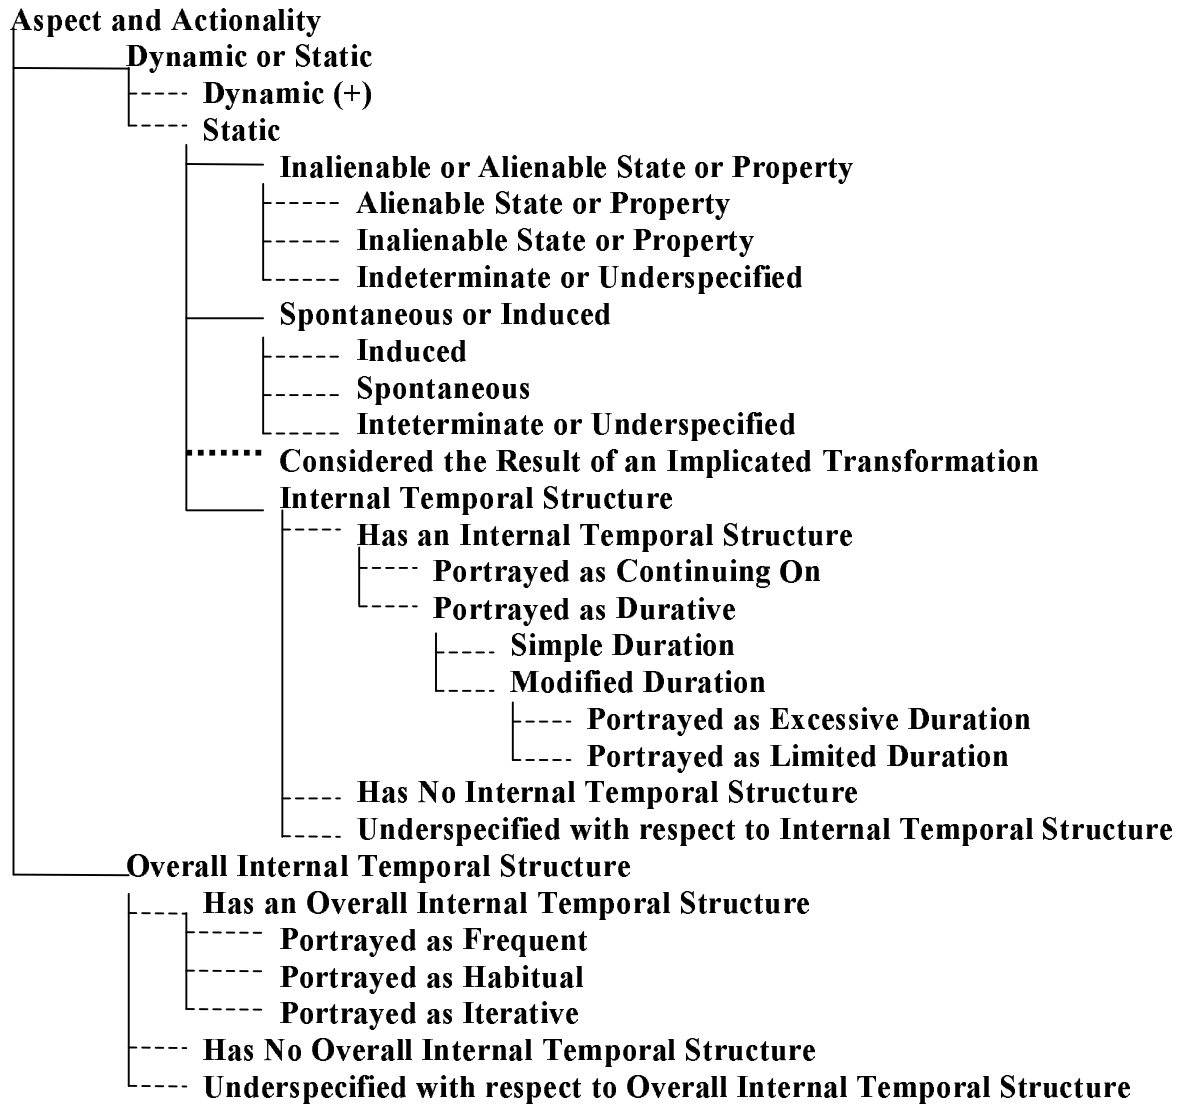 Aspect and Actionality
Dynamic or Static
Dynamic (+)
Static
Inalienable or Alienable State or Property
Alienable State or Property
Inalienable State or Property
Indeterminate or Underspecified
Spontaneous or Induced
Induced
Spontaneous
Inteterminate or Underspecified
Considered the Result of an Implicated Transformation
Internal Temporal Structure
Has an Internal Temporal Structure
Portrayed as Continuing On
Portrayed as Durative
Simple Duration
Modified Duration
Portrayed as Excessive Duration
Portrayed as Limited Duration
Has No Internal Temporal Structure
Underspecified with respect to Internal Temporal Structure
Overall Internal Temporal Structure
Has an Overall Internal Temporal Structure
Portrayed as Frequent
Portrayed as Habitual
Portrayed as Iterative
Has No Overall Internal Temporal Structure
Underspecified with respect to Overall Internal Temporal Structure